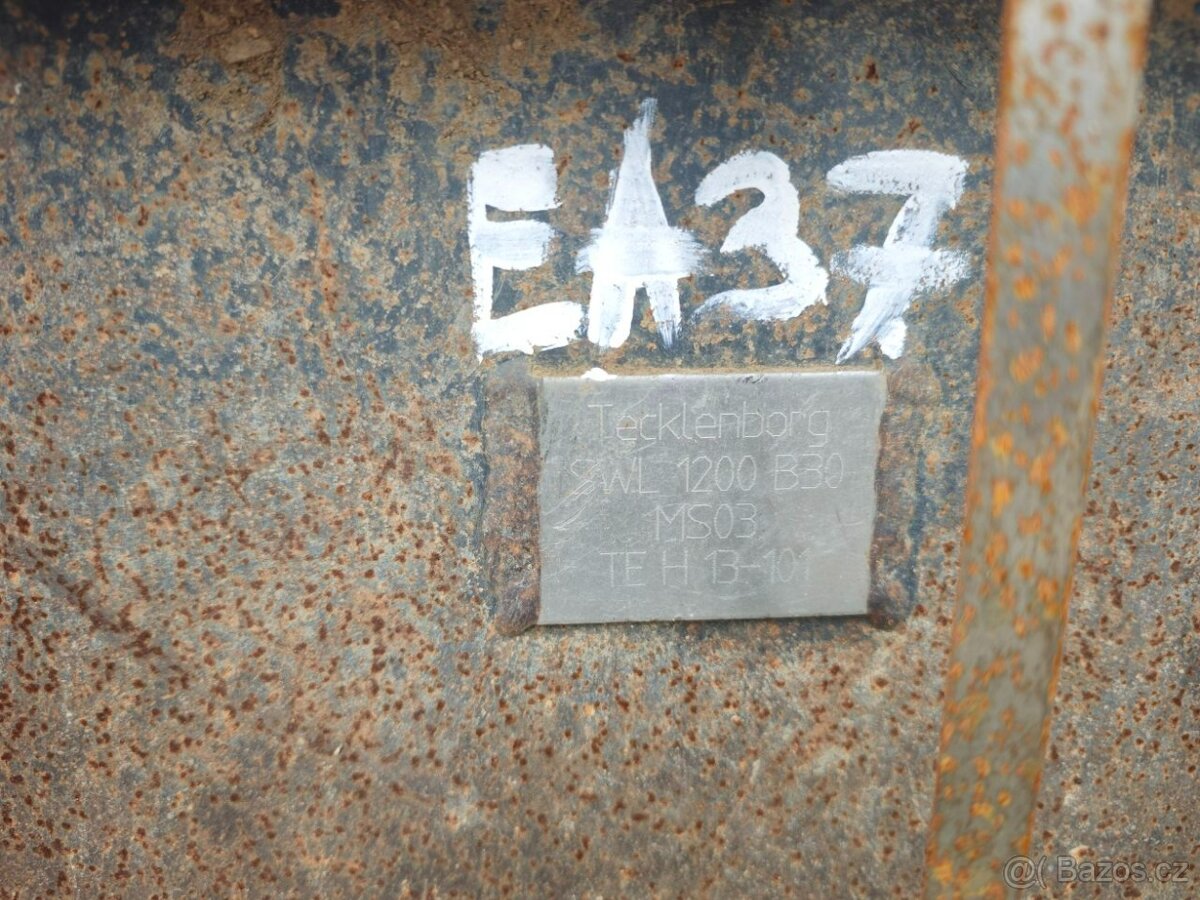 EA37
Tecklenborg
SWL 1200 B30
MS03
TE H 13-101
@( Bazos.cz